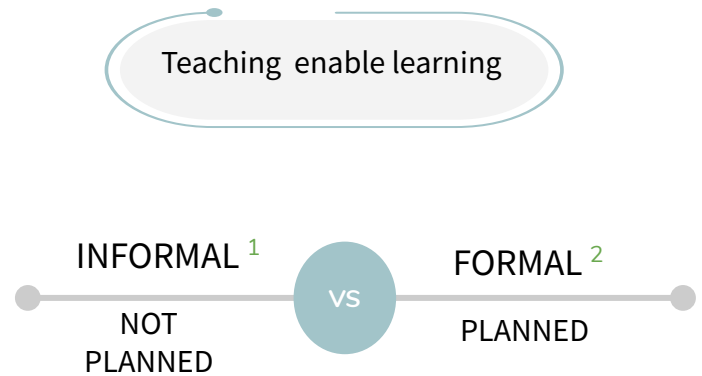 Teaching  enable learning
INFORMAL 1
vs
FORMAL 2
NOT
PLANNED
PLANNED